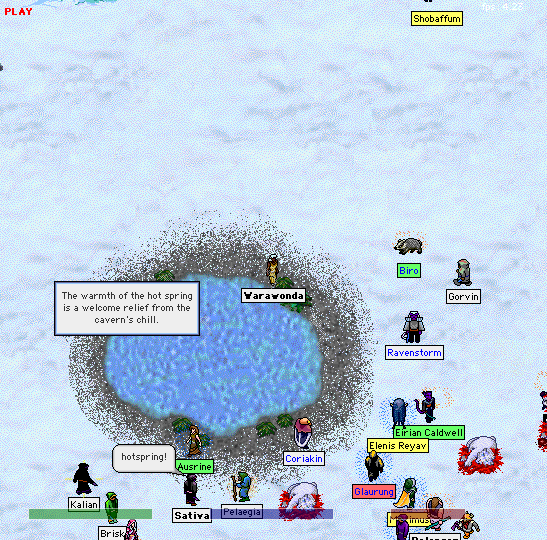 PLAY
Shobaffum
Biro
Gorvin
The warmth of the hot spring
is a welcome relief from the
cavern's chill.
Warawonda
Ravenstorm
Eirian Caldwell
Elenis Reyav
hotspring!
Ausrine
Coriakin
Glaurung
Kalian
Sativa
Pelaegia
Brisk